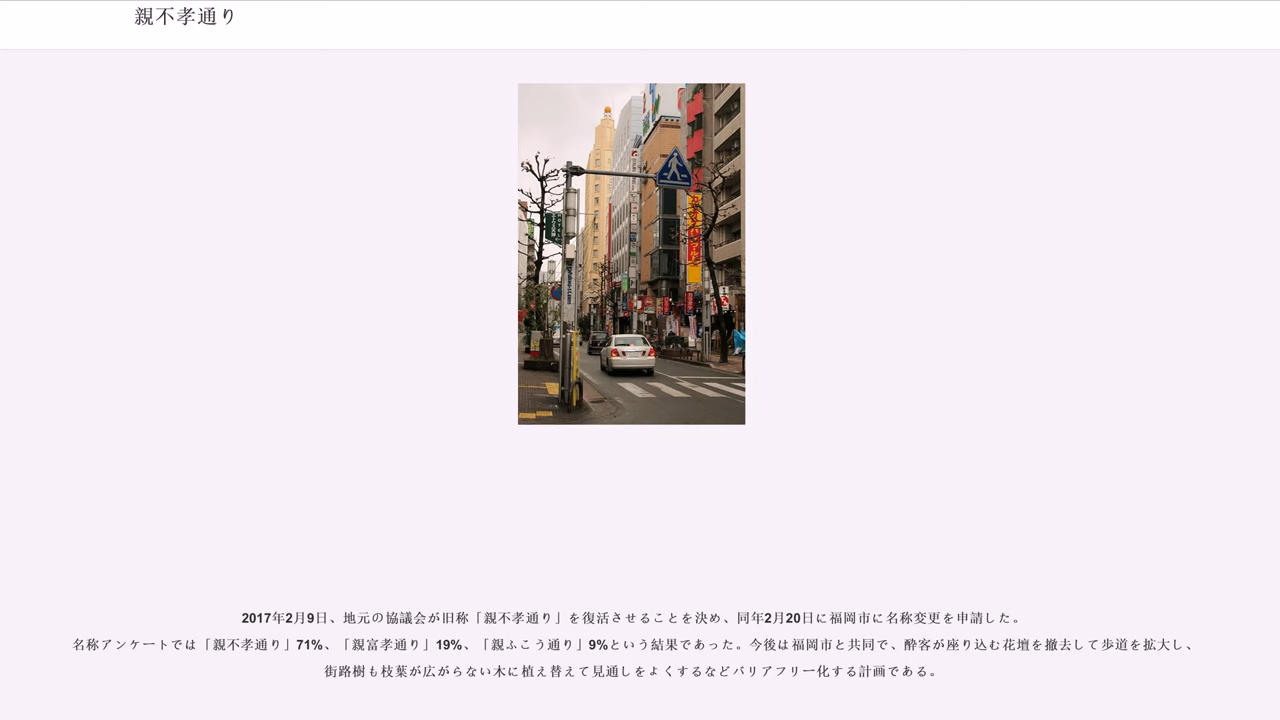 親不孝通り
2017年2月9日、地元の協議会が旧称「親不孝通り」を復活させることを決め、同年2月20日に福岡市に名称変更を申請した。
名称アンケートでは「親不孝通り」71%、「親富孝通り」19%、「親ふこう通り」9%という結果であった。今後は福岡市と共同で、酔客が座り込む花壇を撤去して歩道を拡大し、
街路樹も枝葉が広がらない木に植え替えて見通しをよくするなどバリアフリー化する計画である。